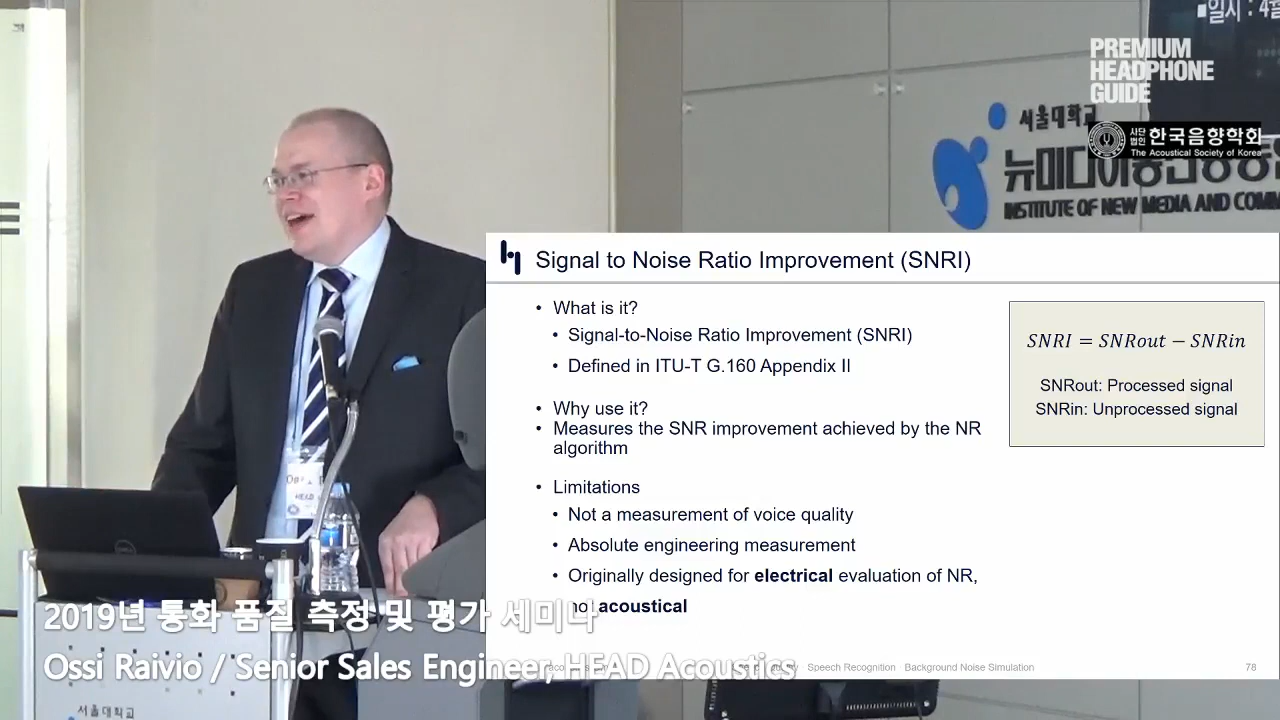 ■일시 : 4월
PREMIUM
HEADPHONE
GUIDE
서울대학교
사단
법인 한국음향학회
The Acoustical Society of Korea
INSTITUTE OF NEW MEDIA AND COMM
Signal to Noise Ratio Improvement (SNRI)
• What is it?
• Signal-to-Noise Ratio Improvement (SNRI)
• Defined in ITU-T G.160 Appendix II
• Why use it?
• Measures the SNR improvement achieved by the NR
algorithm
• Limitations
• Not a measurement of voice quality
• Absolute engineering measurement
• Originally designed for electrical evaluation of NR,
not acoustical
SNRI = SNRout − SNRin
SNRout: Processed signal
SNRin: Unprocessed signal
Speech Recognition Background Noise Simulation
78
DELL
HEAD
2019년 통화 품질 측정 및 평가 세미나
Ossi Raivio / Senior Sales Engineer, HEAD Acoustics
서울대학교